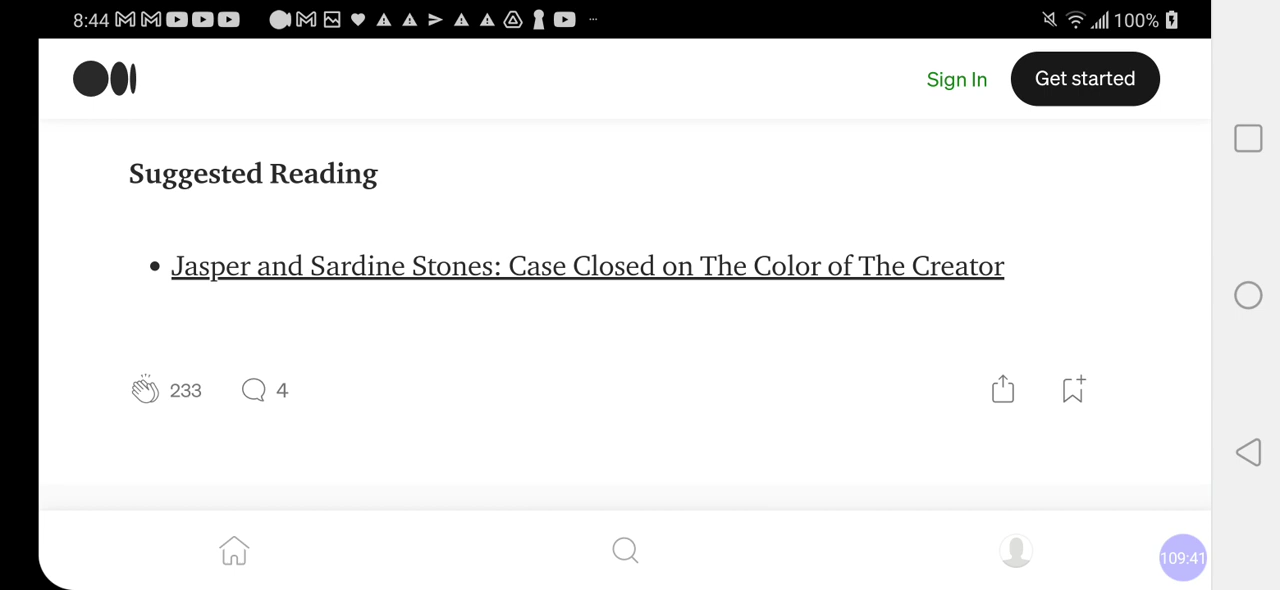 8:44 100%
Sign In Get started
Suggested Reading
• Jasper and Sardine Stones: Case Closed on The Color of The Creator
233 4
109:41